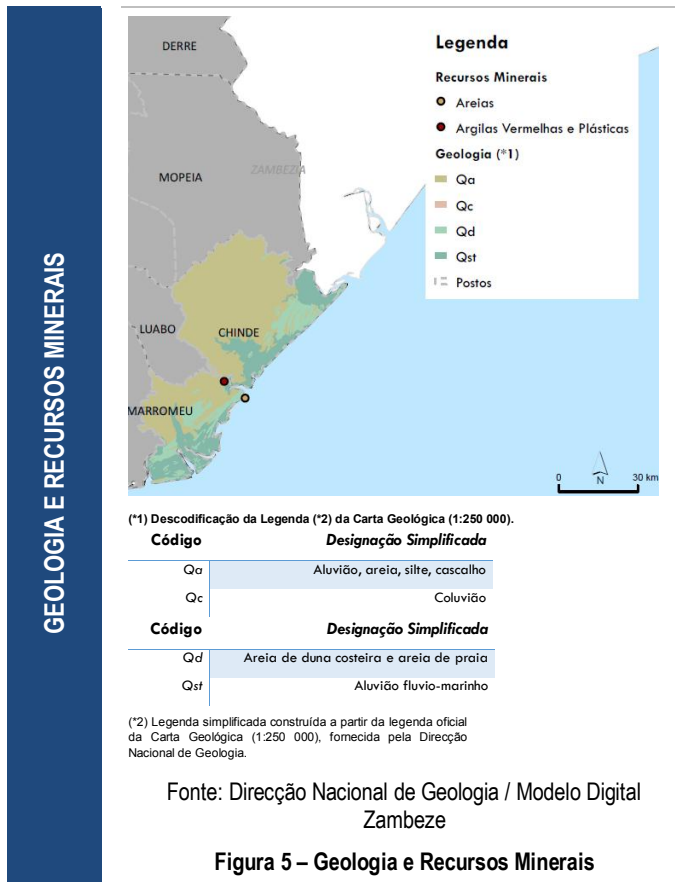 GEOLOGIA E RECURSOS MINERAIS
DERRE
MOPEIA
ZAMBEZIA
LUABO
CHINDE
MARROMEU
Legenda
Recursos Minerais
Areias
Argilas Vermelhas e Plásticas
Geologia (*1)
Qa
Qc
Qd
Qst
Postos
0 N 30 km
(*1) Descodificação da Legenda (*2) da Carta Geológica (1:250 000).
Código Designação Simplificada
Qa Aluvião, areia, silte, cascalho
Qc Coluvião
Código Designação Simplificada
Qd Areia de duna costeira e areia de praia
Qst Aluvião fluvio-marinho
(*2) Legenda simplificada construída a partir da legenda oficial
da Carta Geológica (1:250 000), fornecida pela Direcção
Nacional de Geologia.
Fonte: Direcção Nacional de Geologia / Modelo Digital
Zambeze
Figura 5 – Geologia e Recursos Minerais